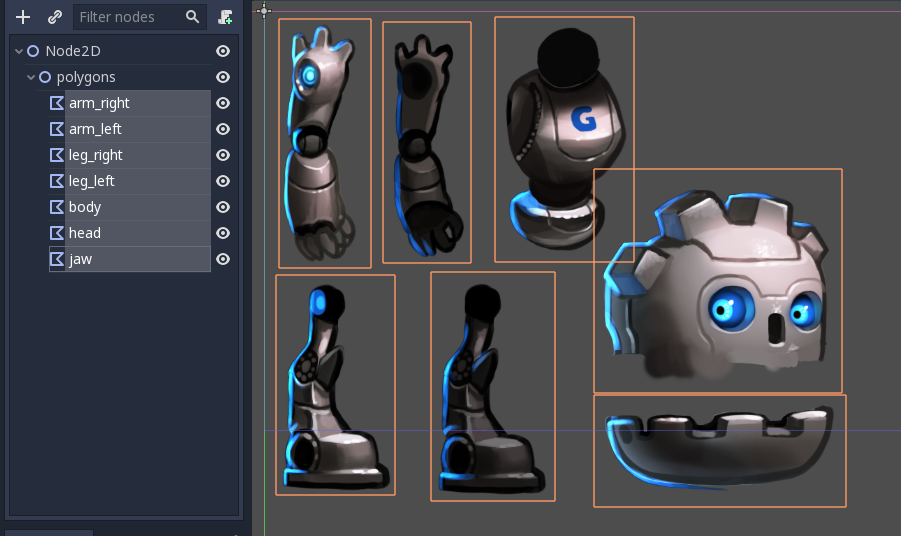 Filter nodes
Node2D
polygons
arm_right
arm_left
leg_right
leg_left
body
head
jaw
G